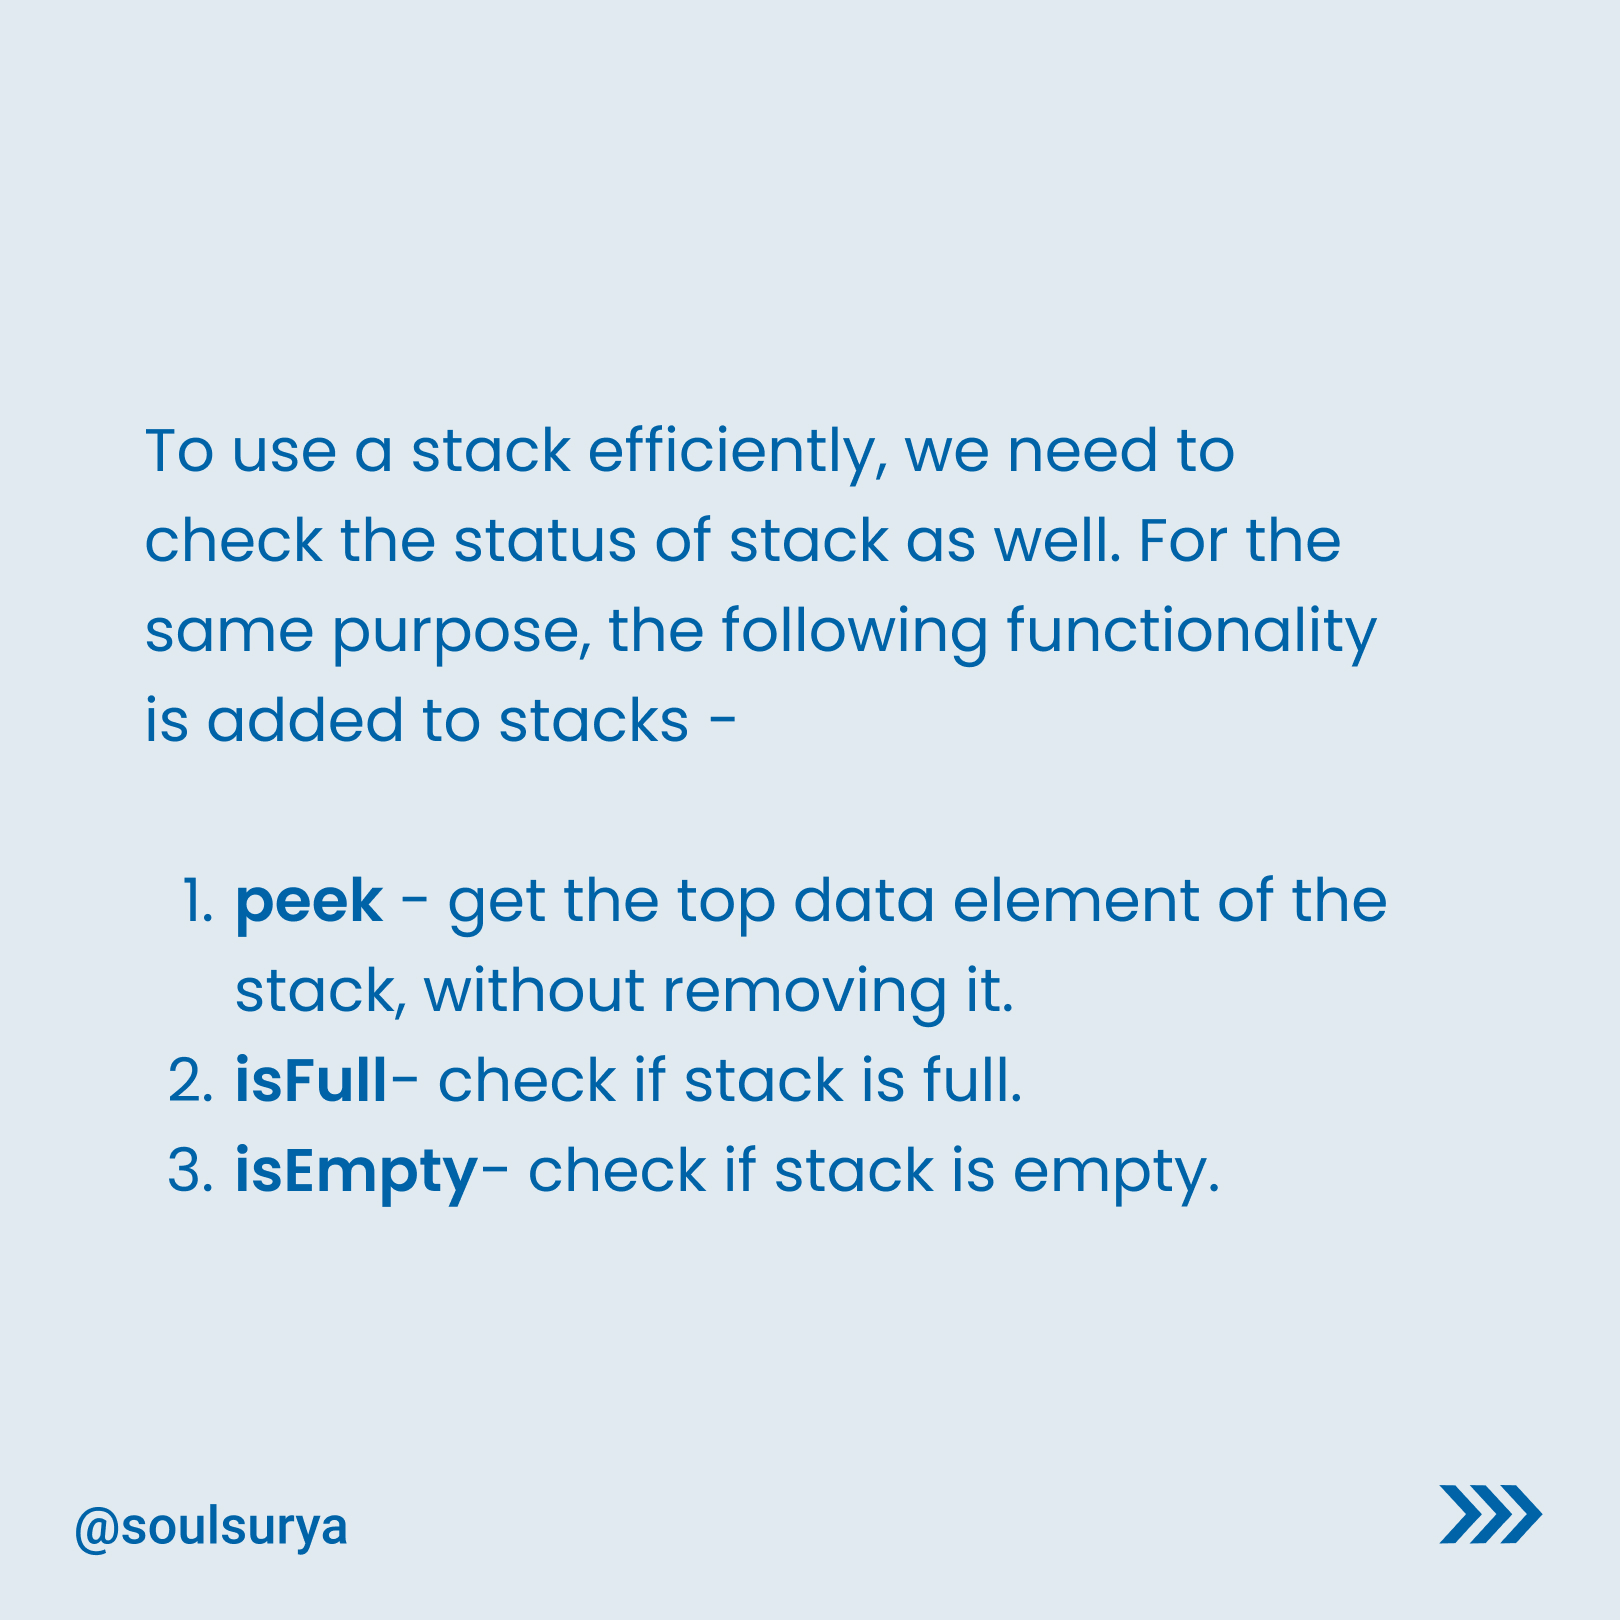 To use a stack efficiently, we need to
check the status of stack as well. For the
same purpose, the following functionality
is added to stacks -
1. peek - get the top data element of the
stack, without removing it.
2. isFull- check if stack is full.
3. isEmpty- check if stack is empty.
@soulsurya